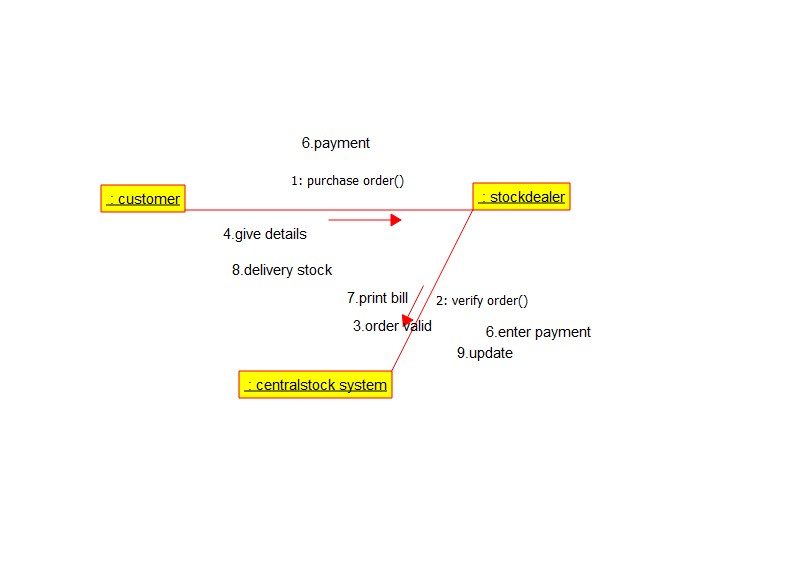 6.payment
1: purchase order()
: customer
: stockdealer
4.give details
8.delivery stock
7.print bill
2: verify order()
3.order valid
6.enter payment
9.update
: centralstock system